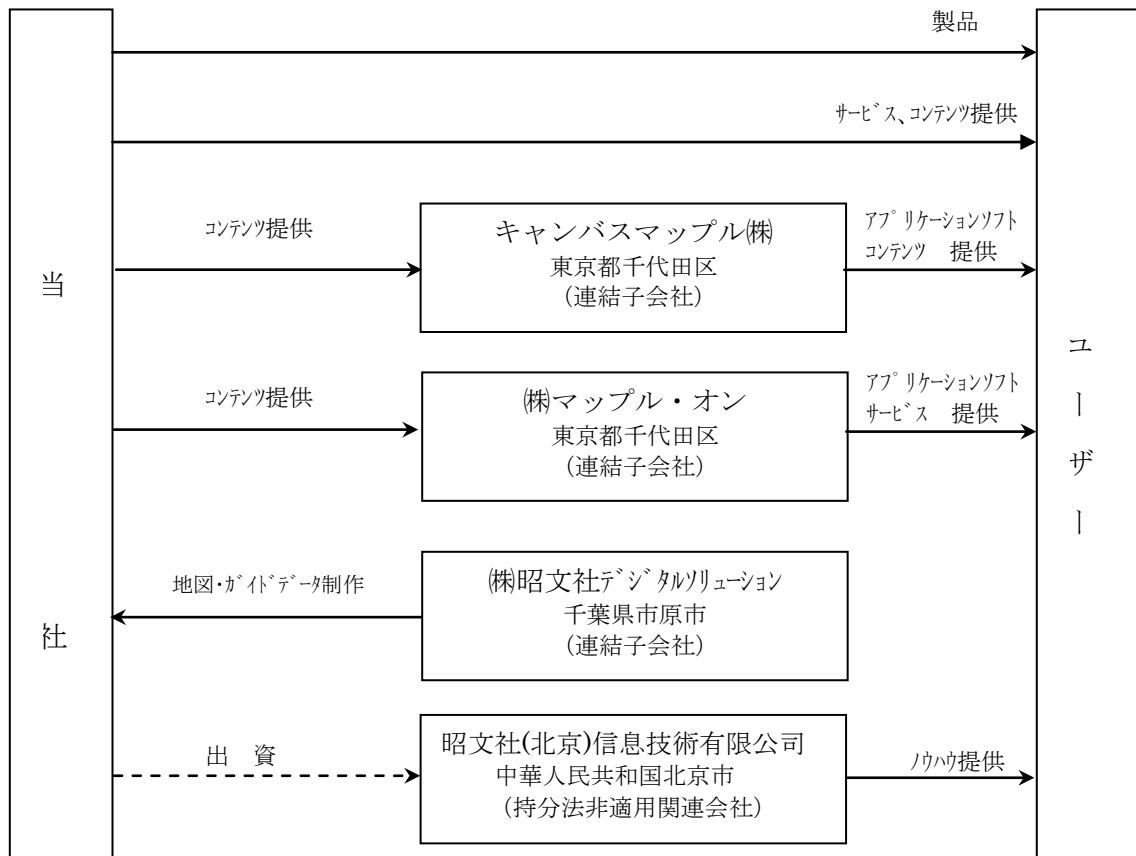 製品
サービス、コンテンツ提供
コンテンツ提供
キャンバスマップル㈱
東京都千代田区
(連結子会社)
アプリケーションソフト
コンテンツ 提供
当
社
コンテンツ提供
㈱マップル・オン
東京都千代田区
(連結子会社)
アプリケーションソフト
サービス 提供
ユ
ー
ザ
ー
地図・ガイドデータ制作
㈱昭文社デジタルソリューション
千葉県市原市
(連結子会社)
出 資
昭文社(北京)信息技術有限公司
中華人民共和国北京市
(持分法非適用関連会社)
ノウハウ提供